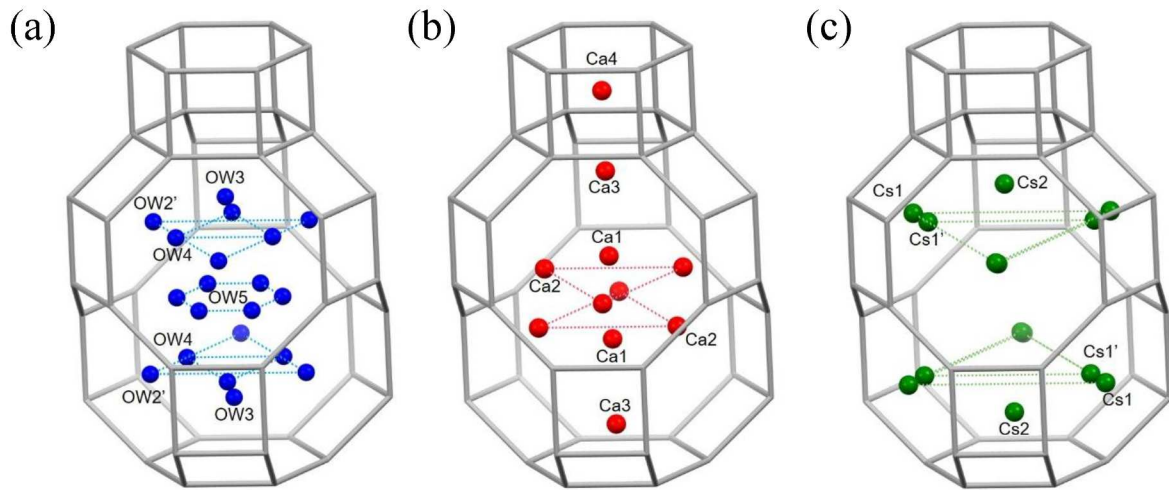 (a)
OW3
OW2'
OW4
OW5
OW4
OW2'
OW3
(b)
Ca4
Ca3
Ca1
Ca2
Ca2
Ca1
Ca3
(c)
Cs1
Cs2
Cs1'
Cs1'
Cs1
Cs2